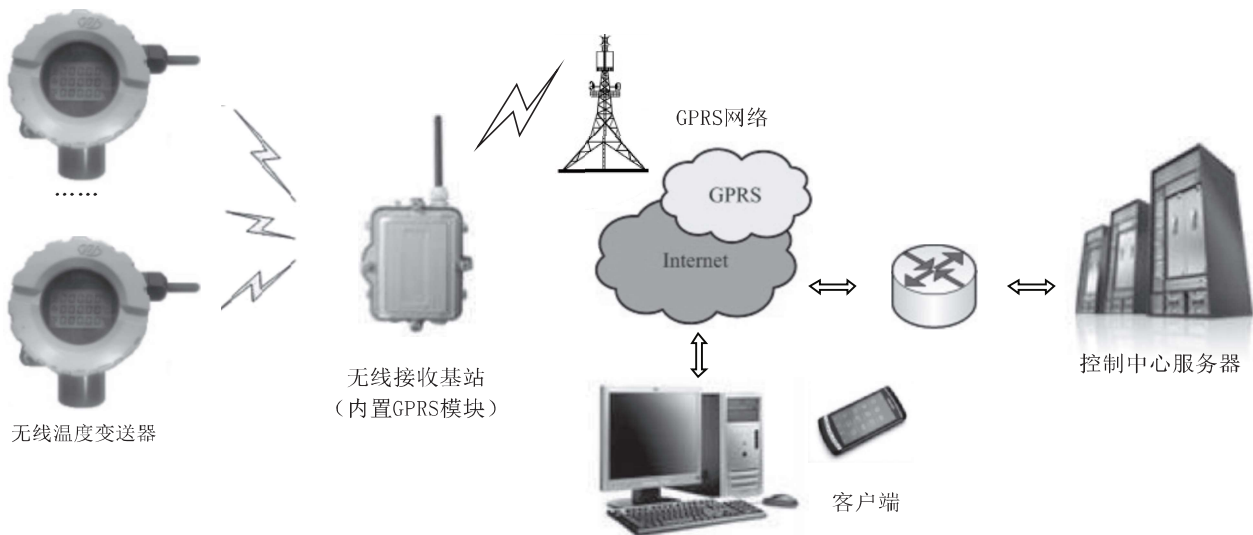 ……
无线温度变送器
无线接收基站
（内置GPRS模块）
GPRS网络
GPRS
Internet
控制中心服务器
客户端